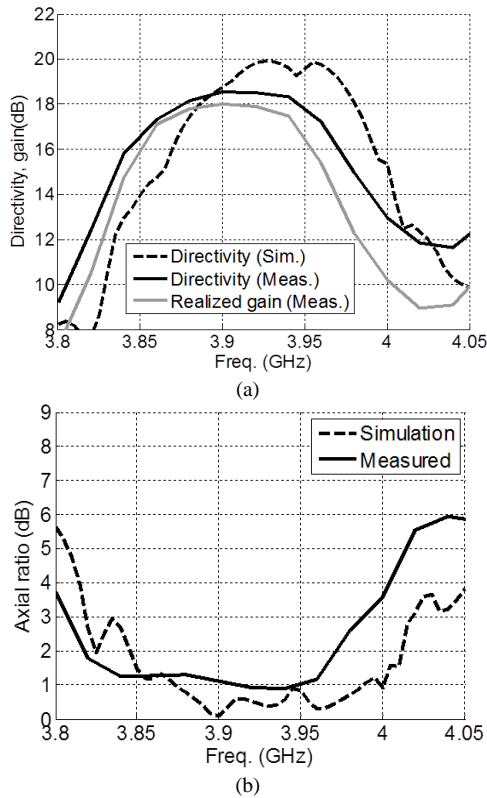 22
20
18
16
14
12
10
8
Directivity, gain(dB)
Directivity (Sim.)
Directivity (Meas.)
Realized gain (Meas.)
3.8 3.85 3.9 3.95 4 4.05
Freq. (GHz)
(a)
9
8
7
6
5
4
3
2
1
0
Axial ratio (dB)
Simulation
Measured
3.8 3.85 3.9 3.95 4 4.05
Freq. (GHz)
(b)